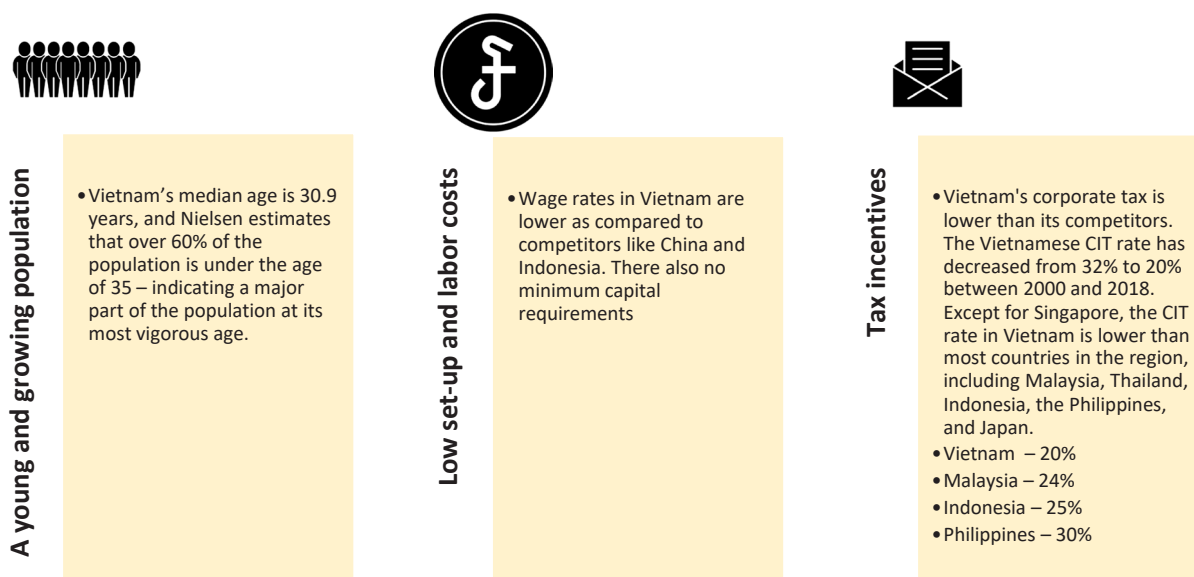 A young and growing population
•Vietnam’s median age is 30.9
years, and Nielsen estimates
that over 60% of the
population is under the age
of 35 – indicating a major
part of the population at its
most vigorous age.
Low set-up and labor costs
•Wage rates in Vietnam are
lower as compared to
competitors like China and
Indonesia. There also no
minimum capital
requirements
Tax incentives
•Vietnam's corporate tax is
lower than its competitors.
The Vietnamese CIT rate has
decreased from 32% to 20%
between 2000 and 2018.
Except for Singapore, the CIT
rate in Vietnam is lower than
most countries in the region,
including Malaysia, Thailand,
Indonesia, the Philippines,
and Japan.
•Vietnam – 20%
•Malaysia – 24%
•Indonesia – 25%
•Philippines – 30%